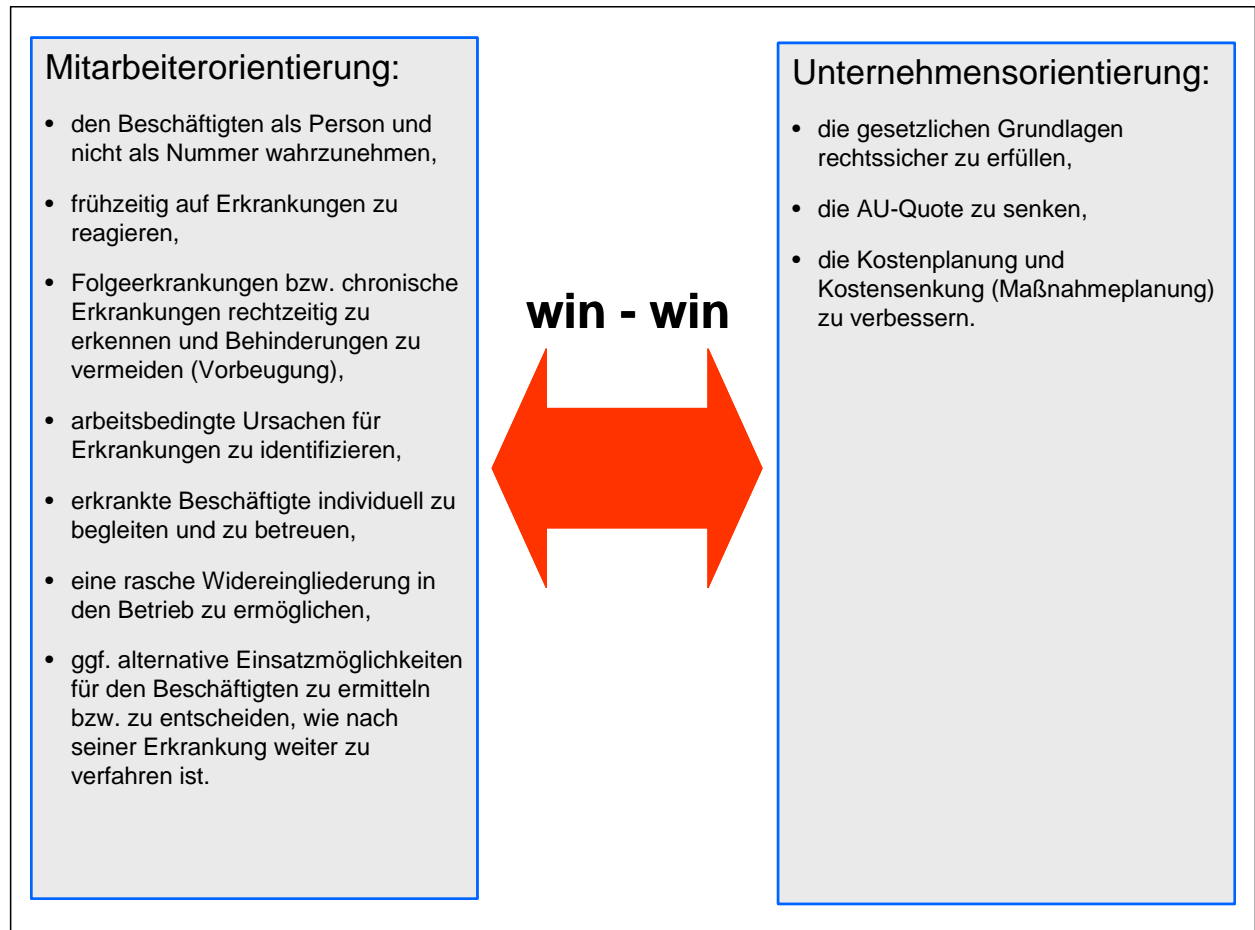 Mitarbeiterorientierung:
• den Beschäftigten als Person und
nicht als Nummer wahrzunehmen,
• frühzeitig auf Erkrankungen zu
reagieren,
• Folgeerkrankungen bzw. chronische
Erkrankungen rechtzeitig zu
erkennen und Behinderungen zu
vermeiden (Vorbeugung),
• arbeitsbedingte Ursachen für
Erkrankungen zu identifizieren,
• erkrankte Beschäftigte individuell zu
begleiten und zu betreuen,
• eine rasche Widereingliederung in
den Betrieb zu ermöglichen,
• ggf. alternative Einsatzmöglichkeiten
für den Beschäftigten zu ermitteln
bzw. zu entscheiden, wie nach
seiner Erkrankung weiter zu
verfahren ist.
win - win
Unternehmensorientierung:
• die gesetzlichen Grundlagen
rechtssicher zu erfüllen,
• die AU-Quote zu senken,
• die Kostenplanung und
Kostensenkung (Maßnahmeplanung)
zu verbessern.